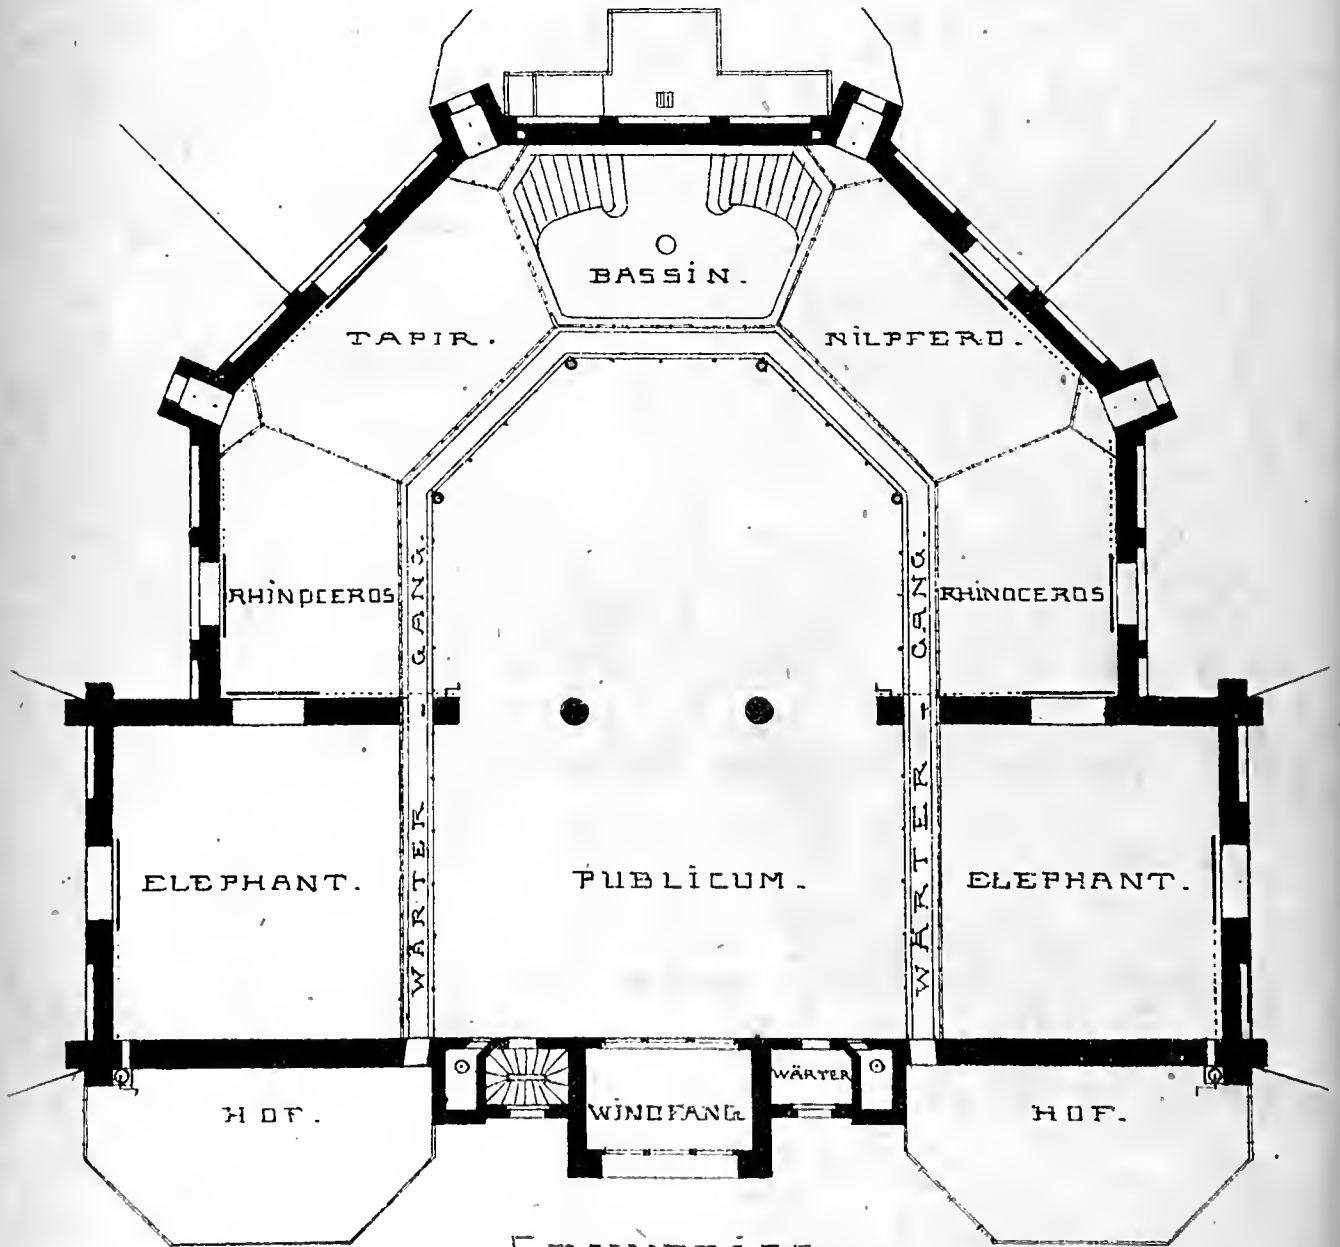 BASSiN.
TAPIR.
NiLPFERD.
RHiNOCEROS
WÄRTER - GANG.
WÄRTER - GANG.
RHiNOCEROS
ELEPHANT.
PUBLiCUM.
ELEPHANT.
WÄRTER
HOF.
WiNDFANG
HOF.